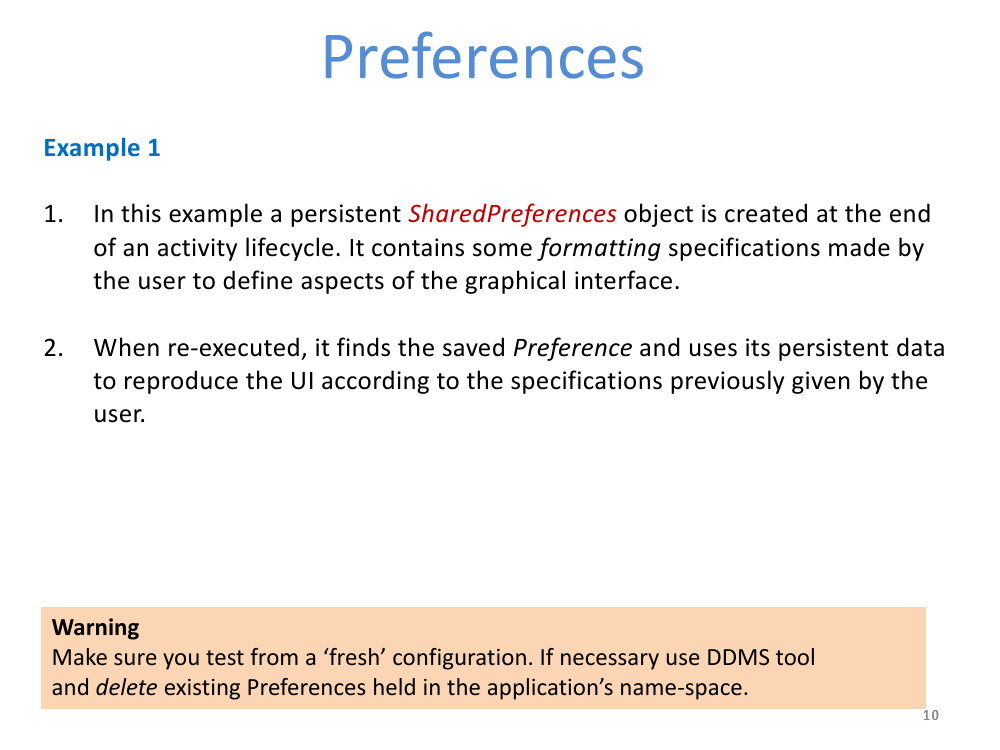 Preferences
Example 1
1. In this example a persistent SharedPreferences object is created at the end
of an activity lifecycle. It contains some formatting specifications made by
the user to define aspects of the graphical interface.
2. When re-executed, it finds the saved Preference and uses its persistent data
to reproduce the UI according to the specifications previously given by the
user.
Warning
Make sure you test from a ‘fresh’ configuration. If necessary use DDMS tool
and delete existing Preferences held in the application’s name-space.
10